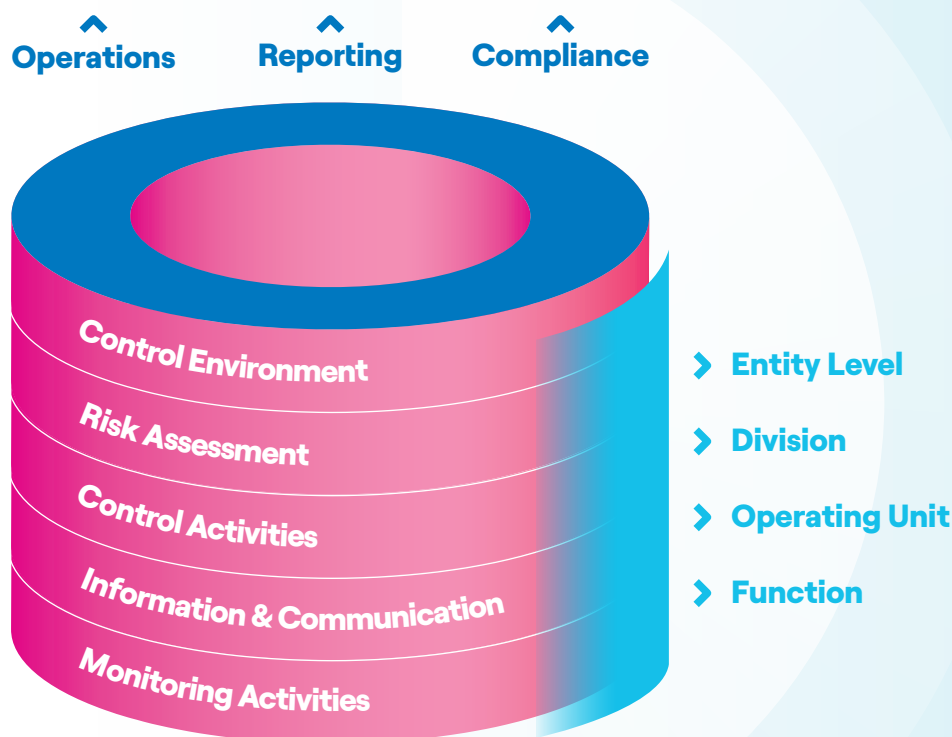 Operations
Reporting
Compliance
Control Environment
Risk Assessment
Control Activities
Information & Communication
Monitoring Activities
Entity Level
Division
Operating Unit
Function